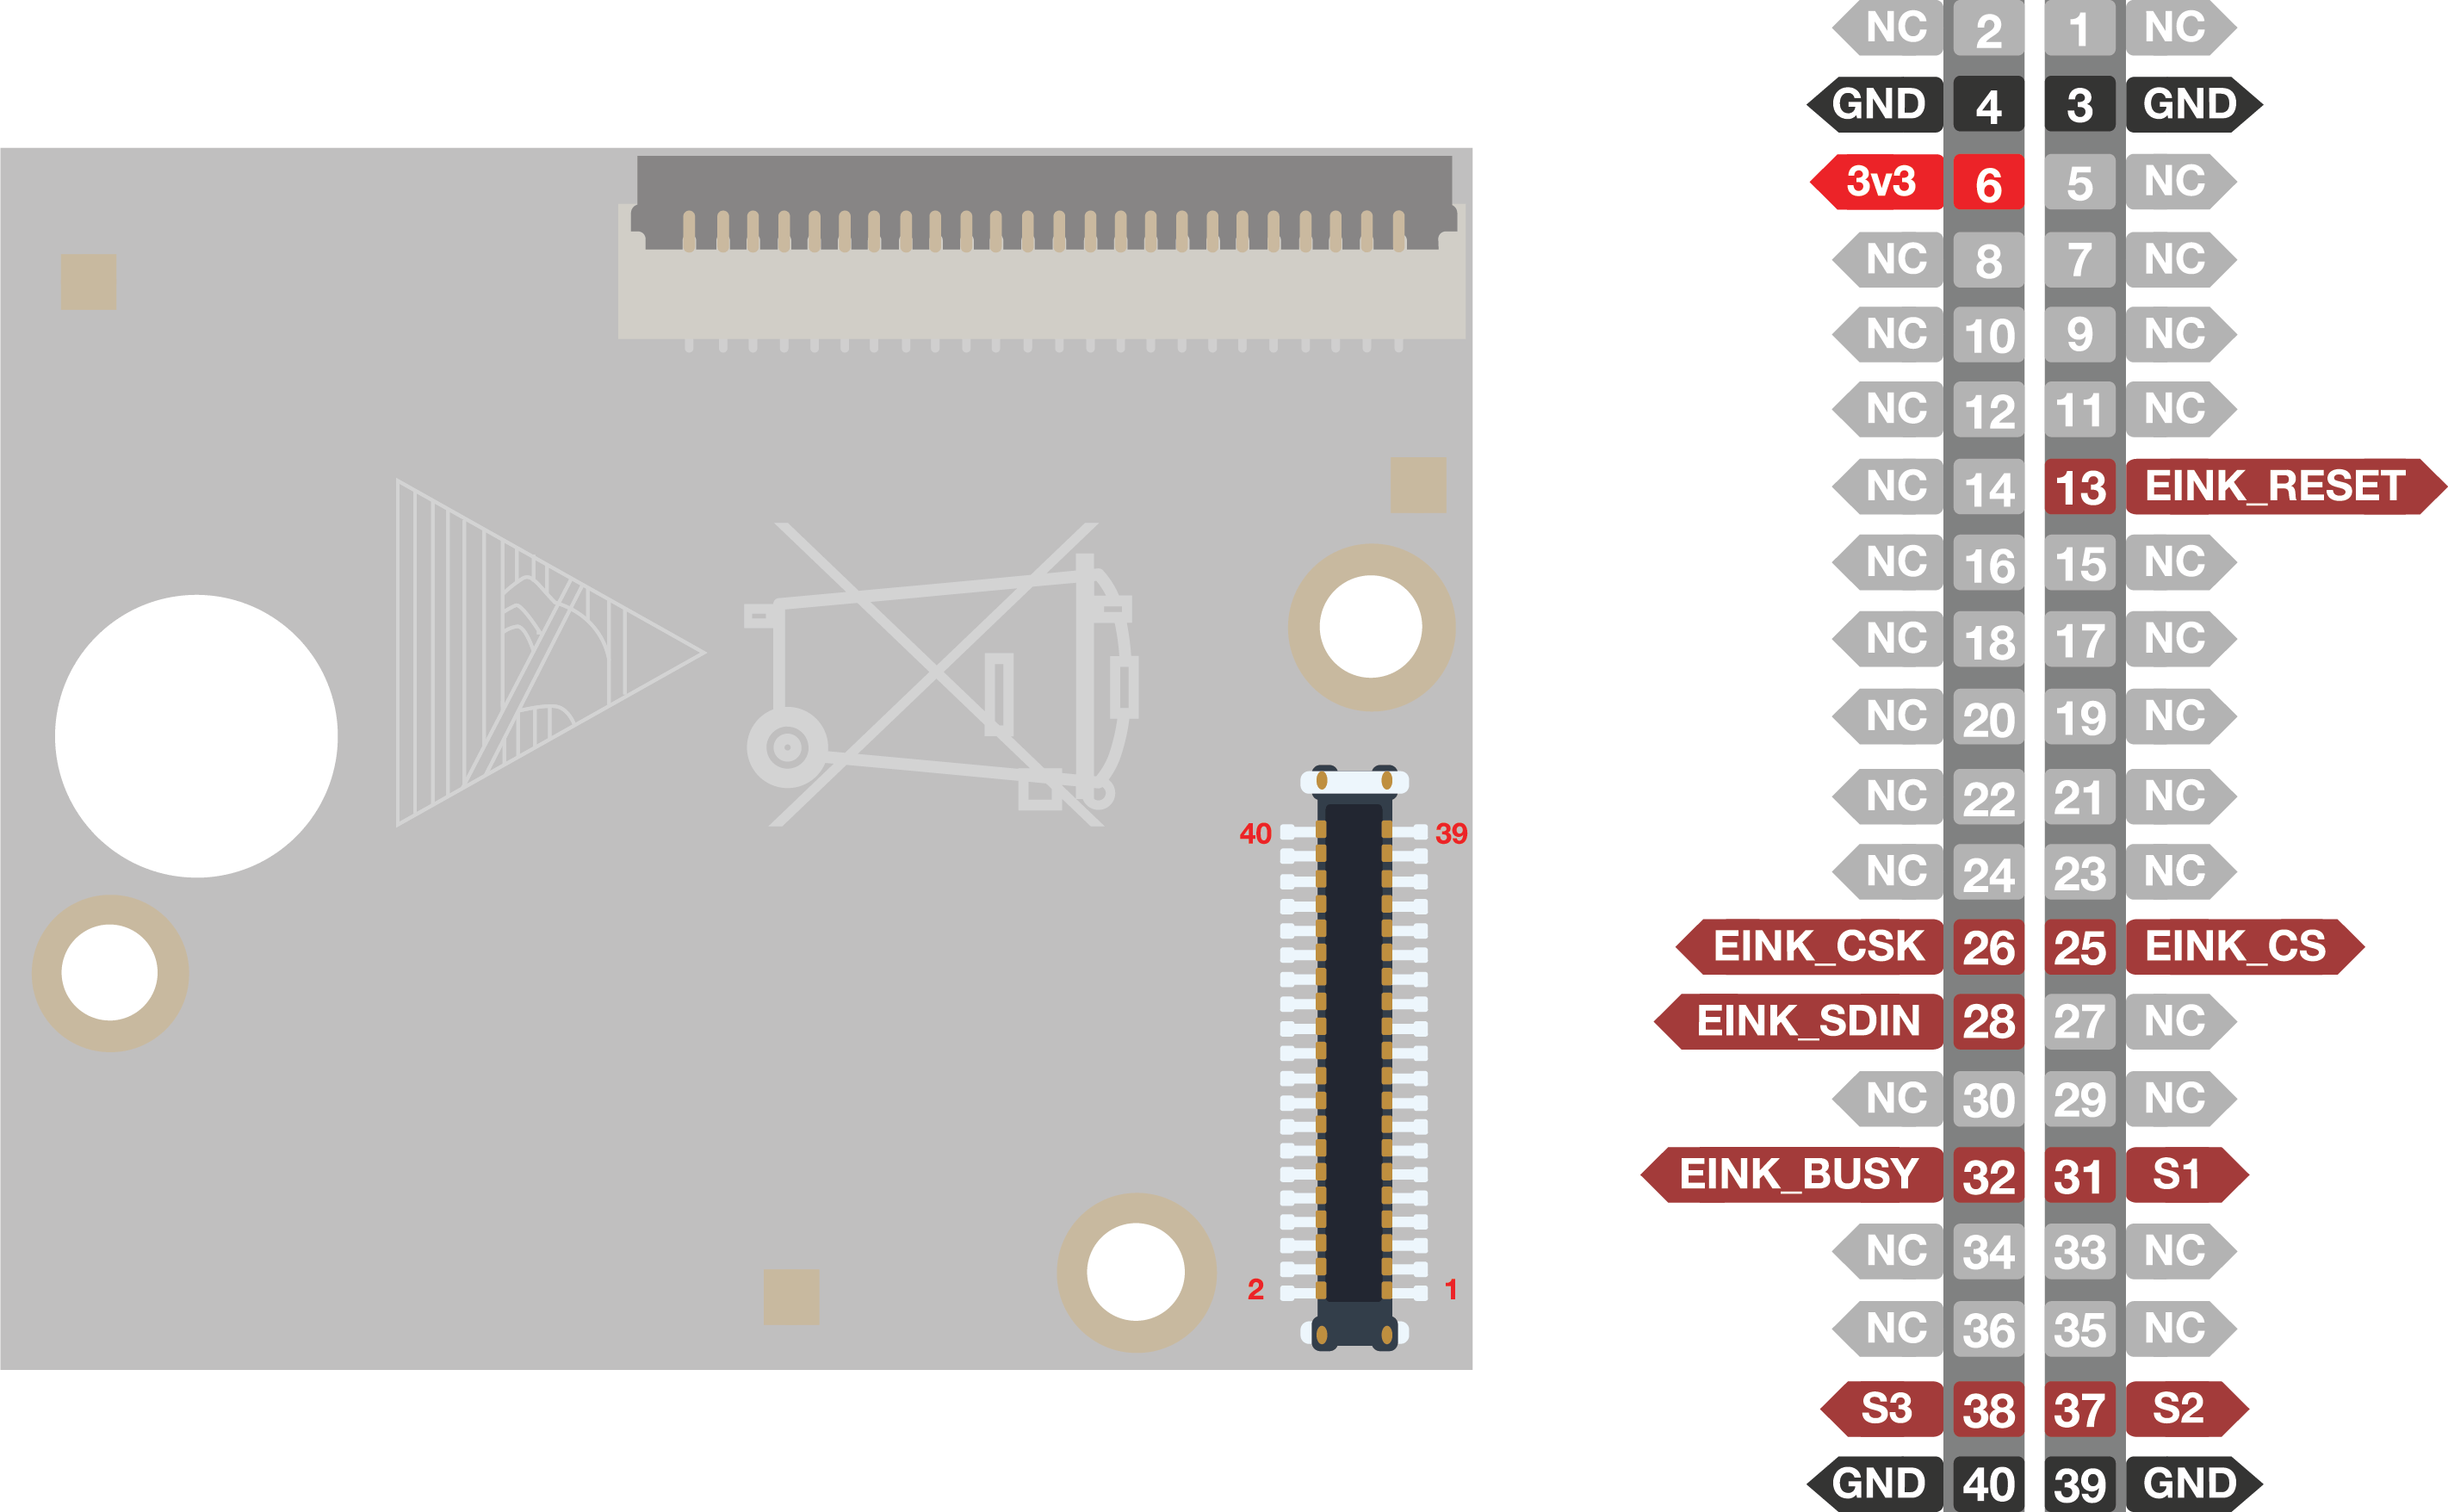 NC 2 1 NC
GND 4 3 GND
3v3 6 5 NC
NC 8 7 NC
NC 10 9 NC
NC 12 11 NC
NC 14 13 EINK_RESET
NC 16 15 NC
NC 18 17 NC
NC 20 19 NC
NC 22 21 NC
40 39
NC 24 23 NC
EINK_CSK 26 25 EINK_CS
EINK_SDIN 28 27 NC
NC 30 29 NC
EINK_BUSY 32 31 S1
NC 34 33 NC
2 1
NC 36 35 NC
S3 38 37 S2
GND 40 39 GND